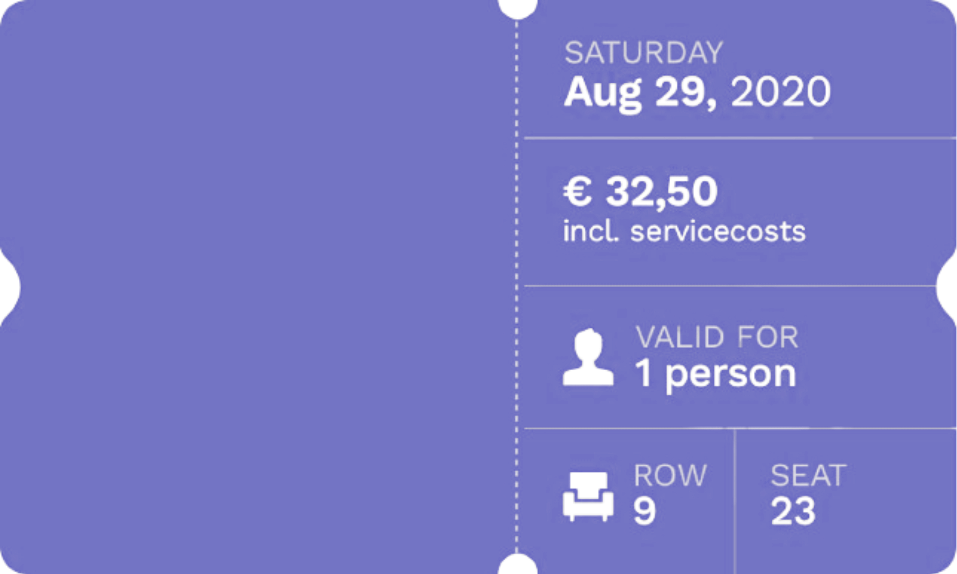 SATURDAY
Aug 29, 2020
€ 32,50
incl. servicecosts
VALID FOR
1 person
ROW
9
SEAT
23